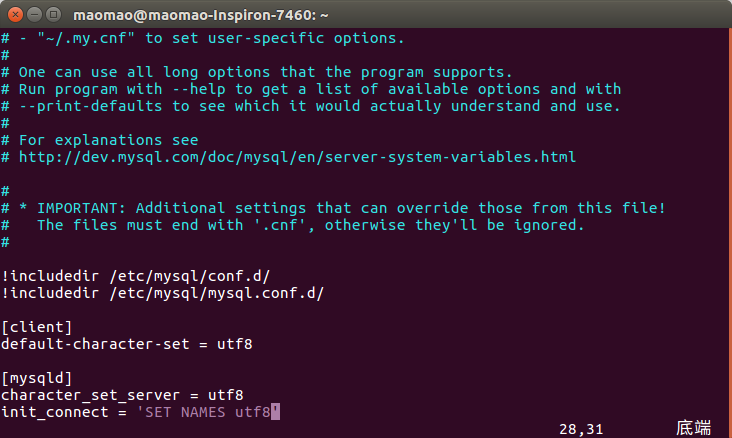 maomao@maomao-Inspiron-7460: ~
# - "~/.my.cnf" to set user-specific options.
#
# One can use all long options that the program supports.
# Run program with --help to get a list of available options and with
# --print-defaults to see which it would actually understand and use.
#
# For explanations see
# http://dev.mysql.com/doc/mysql/en/server-system-variables.html

#
# * IMPORTANT: Additional settings that can override those from this file!
#   The files must end with '.cnf', otherwise they'll be ignored.
#

!includedir /etc/mysql/conf.d/
!includedir /etc/mysql/mysql.conf.d/

[client]
default-character-set = utf8

[mysqld]
character_set_server = utf8
init_connect = 'SET NAMES utf8'
28,31 底端